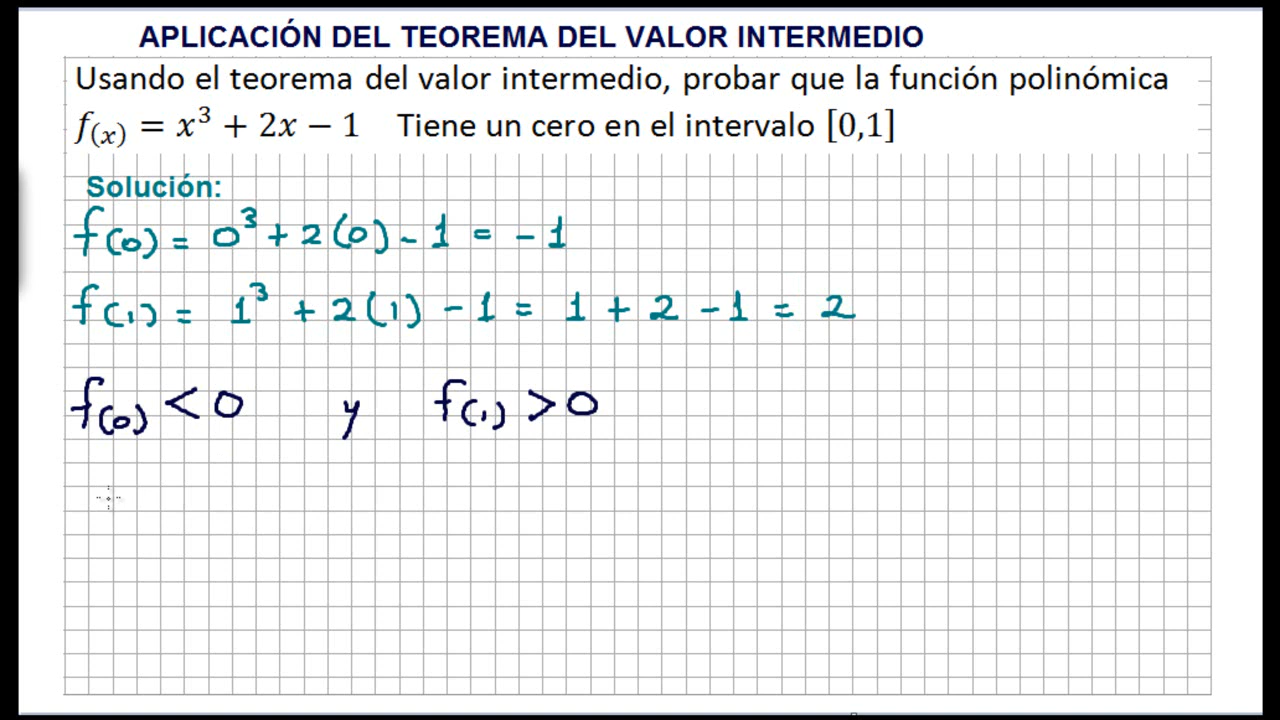 APLICACIÓN DEL TEOREMA DEL VALOR INTERMEDIO
Usando el teorema del valor intermedio, probar que la función polinómica
f(x) = x³ + 2x − 1 Tiene un cero en el intervalo [0,1]
Solución:
f(0) = 0³ + 2(0) - 1 = - 1
f(1) = 1³ + 2(1) - 1 = 1 + 2 - 1 = 2
f(0) < 0 y f(1) > 0